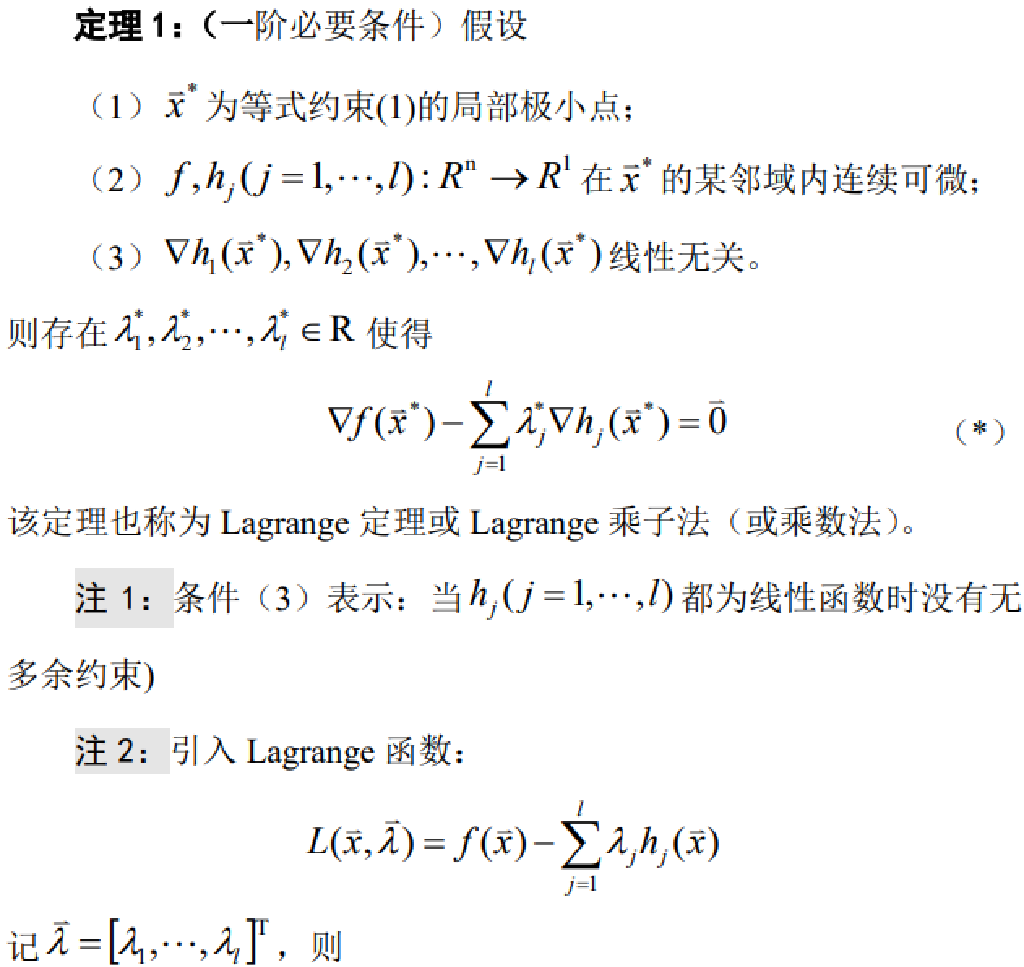 定理1：（一阶必要条件）假设
（1）$\bar{x}^*$ 为等式约束(1)的局部极小点；
（2）$f, h_j (j=1,\cdots,l): R^{\mathrm{n}} \to R^1$ 在 $\bar{x}^*$ 的某邻域内连续可微；
（3）$\nabla h_1(\bar{x}^*), \nabla h_2(\bar{x}^*), \cdots, \nabla h_l(\bar{x}^*)$ 线性无关。
则存在 $\lambda_1^*, \lambda_2^*, \cdots, \lambda_l^* \in \mathrm{R}$ 使得
$\nabla f(\bar{x}^*) - \sum_{j=1}^{l} \lambda_j^* \nabla h_j(\bar{x}^*) = \bar{0}$ （*）
该定理也称为 Lagrange 定理或 Lagrange 乘子法（或乘数法）。
注 1：条件（3）表示：当 $h_j (j=1,\cdots,l)$ 都为线性函数时没有无
多余约束)
注 2：引入 Lagrange 函数：
$L(\bar{x}, \bar{\lambda}) = f(\bar{x}) - \sum_{j=1}^{l} \lambda_j h_j(\bar{x})$
记 $\bar{\lambda} = [\lambda_1, \cdots, \lambda_l]^{\mathrm{T}}$，则